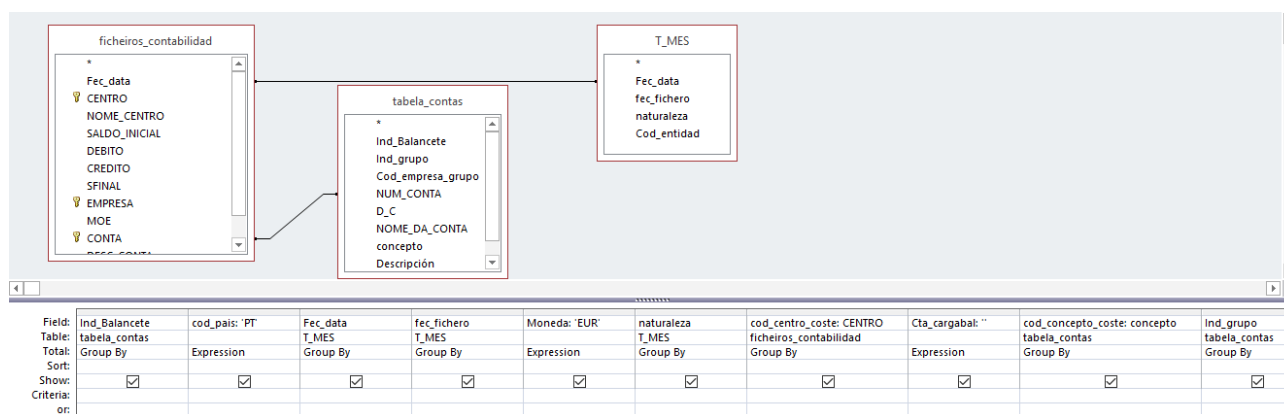 ficheiros_contabilidad
*
Fec_data
CENTRO
NOME_CENTRO
SALDO_INICIAL
DEBITO
CREDITO
SFINAL
EMPRESA
MOE
CONTA
tabela_contas
*
Ind_Balancete
Ind_grupo
Cod_empresa_grupo
NUM_CONTA
D_C
NOME_DA_CONTA
concepto
Descripción
T_MES
*
Fec_data
fec_fichero
naturaleza
Cod_entidad
Field: Ind_Balancete cod_pais: 'PT' Fec_data fec_fichero Moneda: 'EUR' naturaleza cod_centro_coste: CENTRO Cta_cargabal: '' cod_concepto_coste: concepto Ind_grupo
Table: tabela_contas T_MES T_MES T_MES ficheiros_contabilidad tabela_contas tabela_contas
Total: Group By Expression Group By Group By Expression Group By Group By Expression Group By Group By
Sort:
Show:
Criteria:
or: